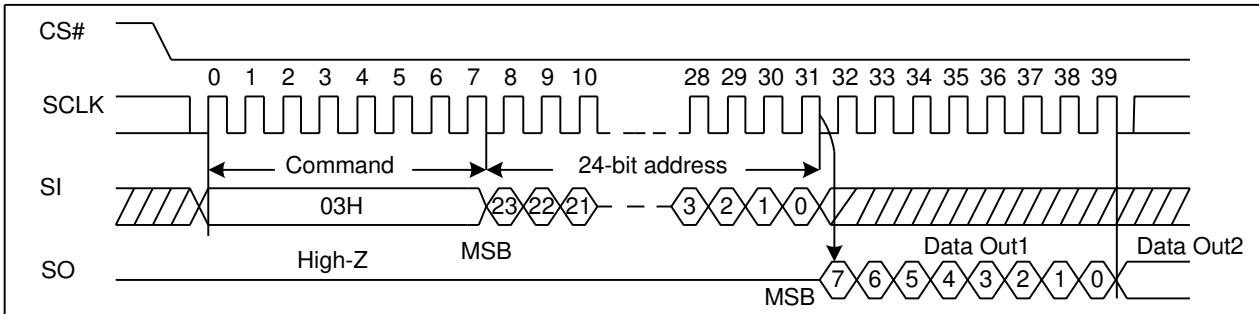 CS#
0 1 2 3 4 5 6 7 8 9 10 28 29 30 31 32 33 34 35 36 37 38 39
SCLK
Command 24-bit address
SI
03H 23 22 21 3 2 1 0
High-Z MSB Data Out1 Data Out2
SO
MSB 7 6 5 4 3 2 1 0